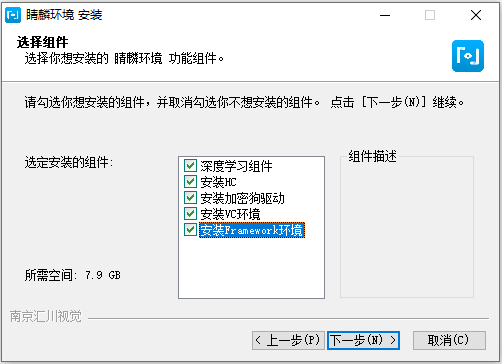 睛麟环境 安装
选择组件
选择你想安装的 睛麟环境 功能组件。
请勾选你想安装的组件，并取消勾选你不想安装的组件。 点击 [下一步(N)] 继续。
选定安装的组件:
深度学习组件
安装HC
安装加密狗驱动
安装VC环境
安装Framework环境
组件描述
所需空间: 7.9 GB
南京汇川视觉
< 上一步(P)
下一步(N) >
取消(C)